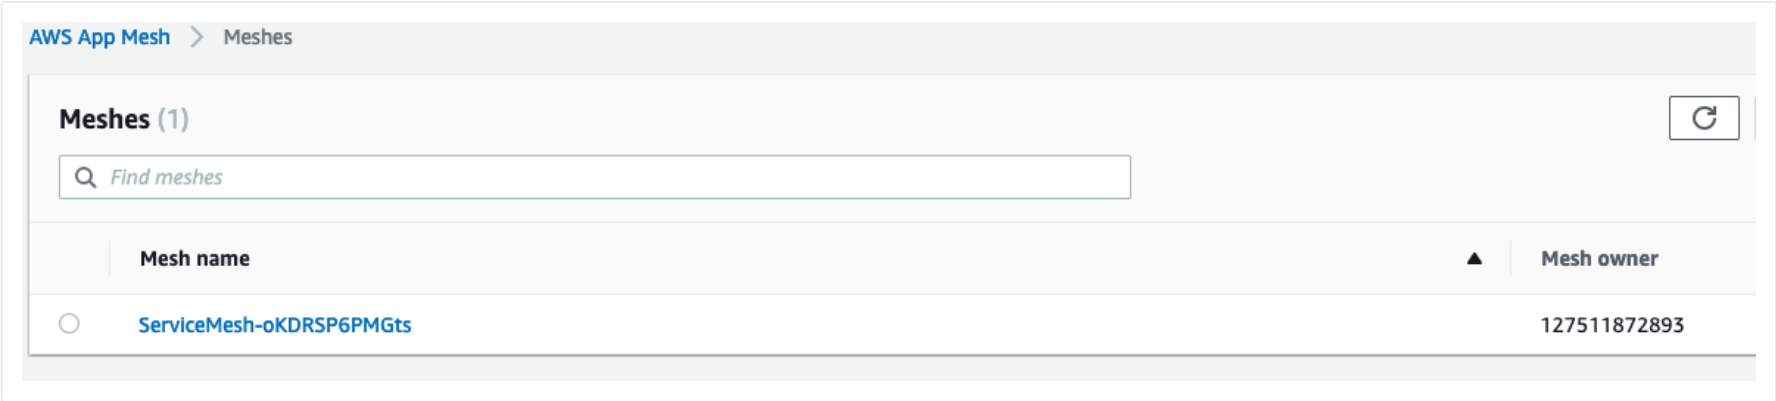 AWS App Mesh > Meshes
Meshes (1)
Find meshes
Mesh name Mesh owner
ServiceMesh-oKDRSP6PMGts 127511872893